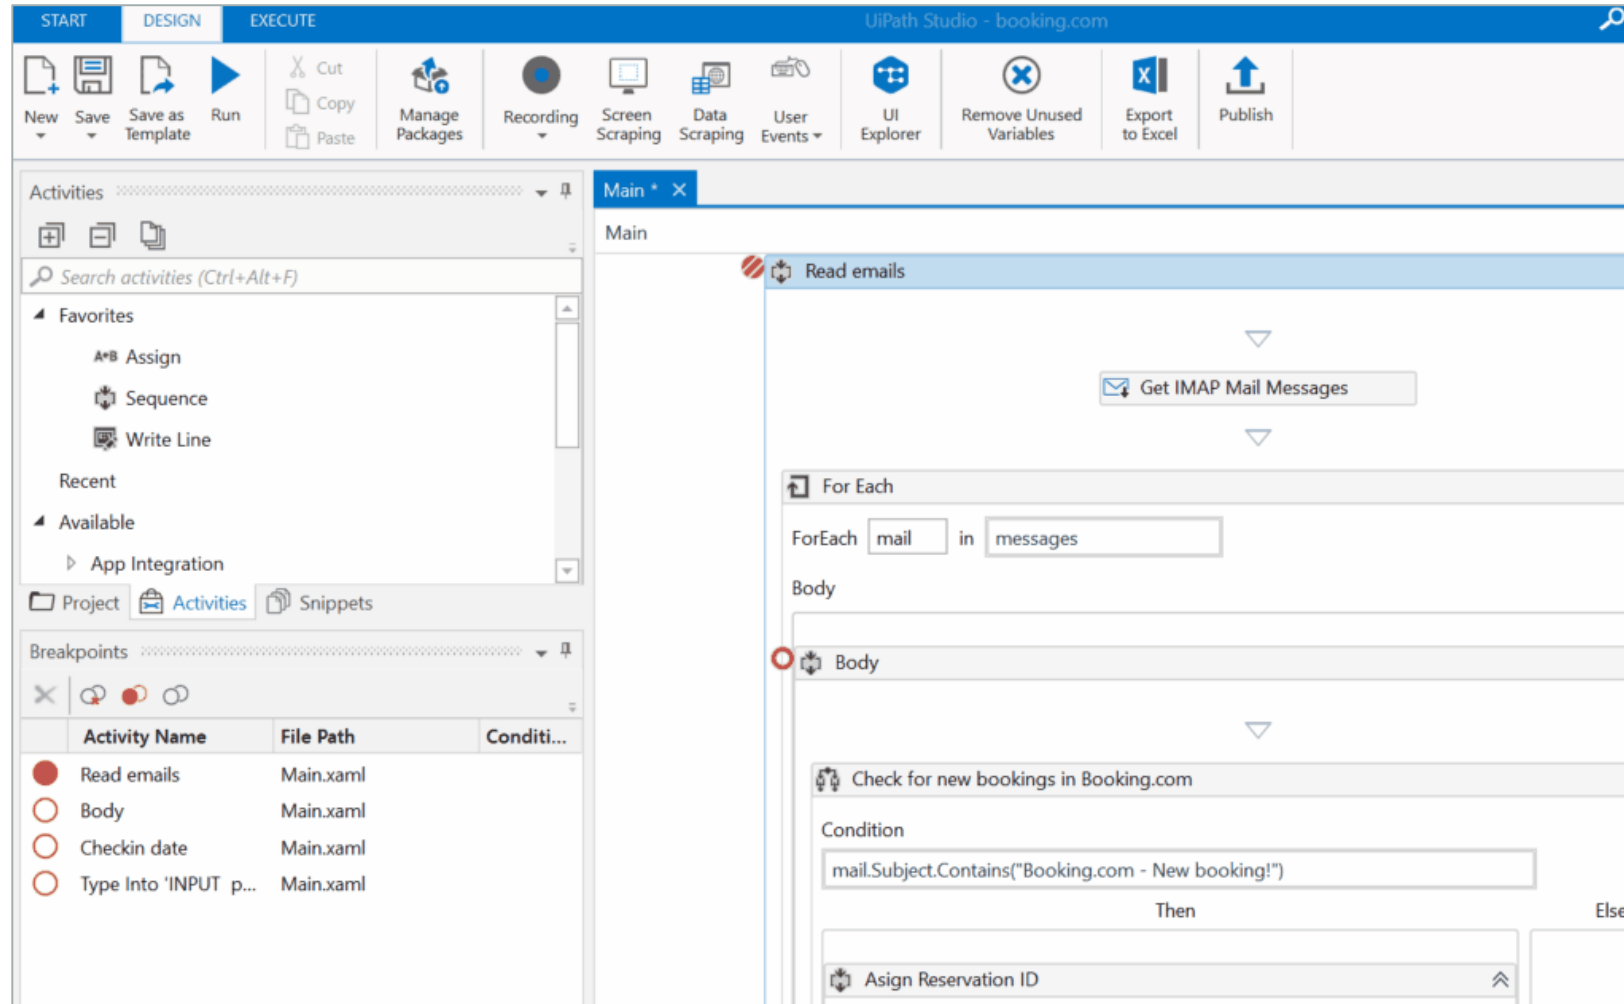 START DESIGN EXECUTE UiPath Studio - booking.com
New Save Save as Template Run
Cut
Copy
Paste
Manage Packages
Recording
Screen Scraping
Data Scraping
User Events
UI Explorer
Remove Unused Variables
Export to Excel
Publish
Activities
Search activities (Ctrl+Alt+F)
Favorites
A+B Assign
Sequence
Write Line
Recent
Available
App Integration
Project Activities Snippets
Breakpoints
Activity Name File Path Conditi...
Read emails Main.xaml
Body Main.xaml
Checkin date Main.xaml
Type Into 'INPUT p... Main.xaml
Main *
Main
Read emails
Get IMAP Mail Messages
For Each
ForEach mail in messages
Body
Body
Check for new bookings in Booking.com
Condition
mail.Subject.Contains("Booking.com - New booking!")
Then Else
Asign Reservation ID